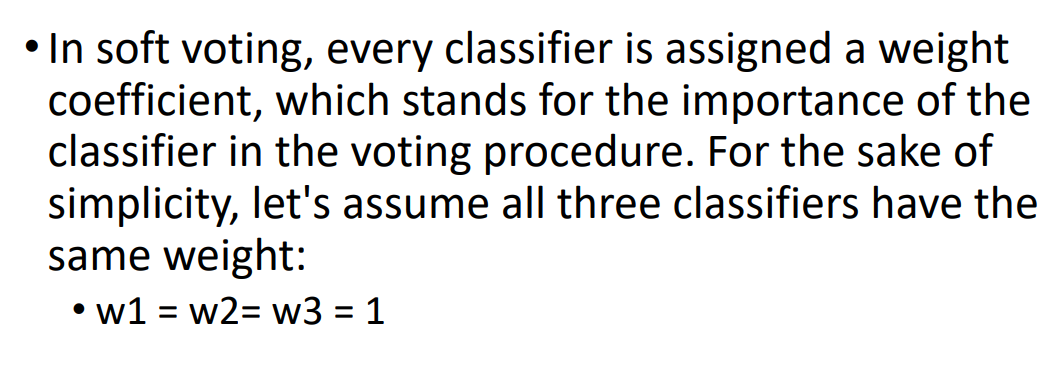 • In soft voting, every classifier is assigned a weight
coefficient, which stands for the importance of the
classifier in the voting procedure. For the sake of
simplicity, let's assume all three classifiers have the
same weight:
• w1 = w2= w3 = 1